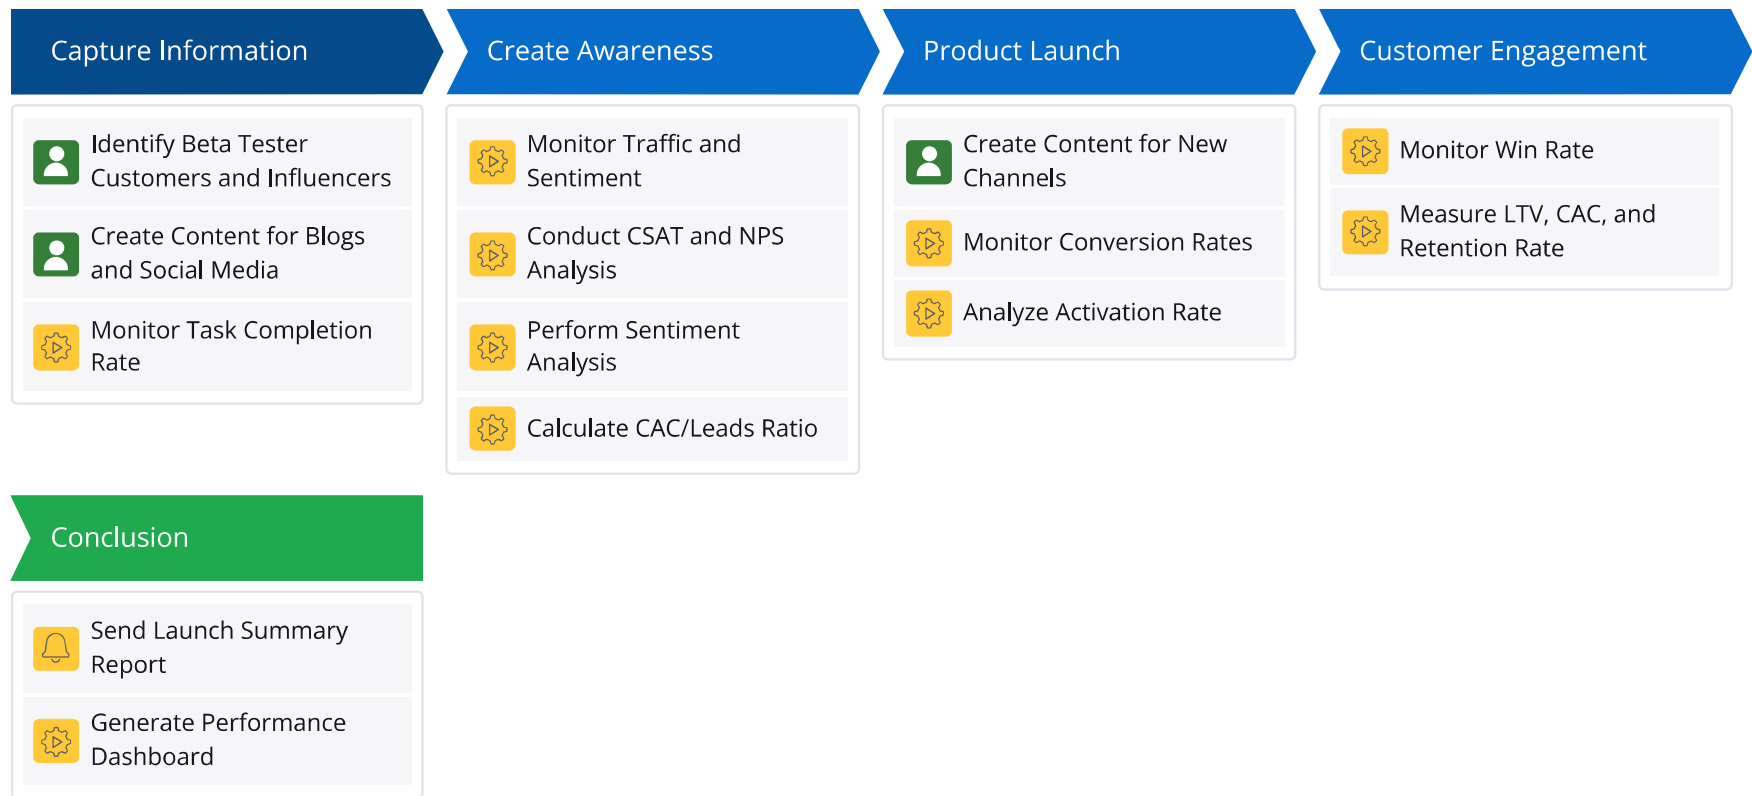 Capture Information
Identify Beta Tester
Customers and Influencers
Create Content for Blogs
and Social Media
Monitor Task Completion
Rate
Create Awareness
Monitor Traffic and
Sentiment
Conduct CSAT and NPS
Analysis
Perform Sentiment
Analysis
Calculate CAC/Leads Ratio
Product Launch
Create Content for New
Channels
Monitor Conversion Rates
Analyze Activation Rate
Customer Engagement
Monitor Win Rate
Measure LTV, CAC, and
Retention Rate
Conclusion
Send Launch Summary
Report
Generate Performance
Dashboard